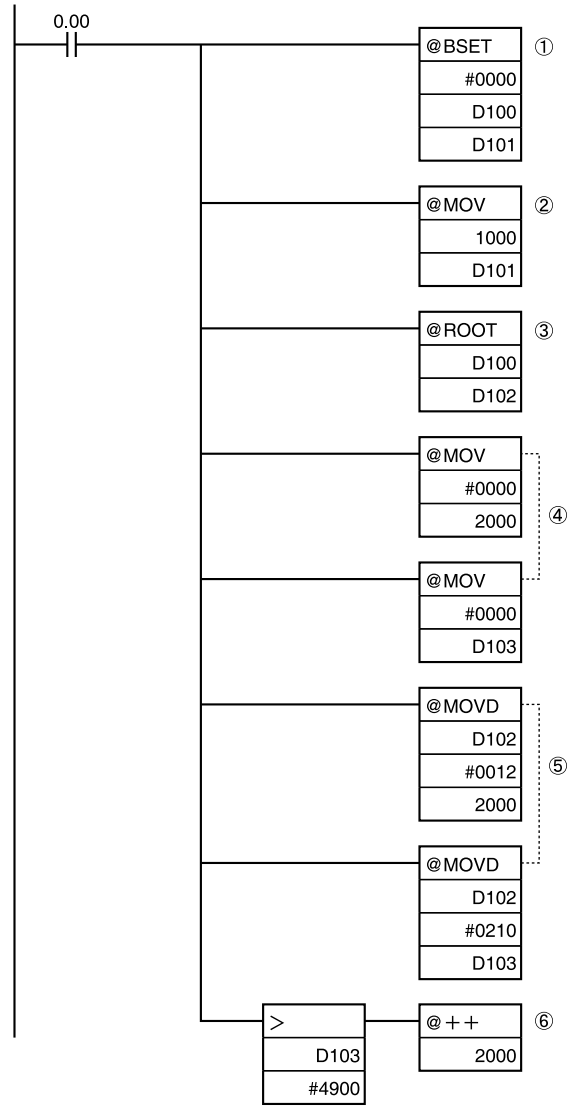 0.00
@BSET ①
#0000
D100
D101
@MOV ②
1000
D101
@ROOT ③
D100
D102
@MOV
#0000
2000
④
@MOV
#0000
D103
@MOVD
D102
#0012
2000
⑤
@MOVD
D102
#0210
D103
> @++ ⑥
D103 2000
#4900